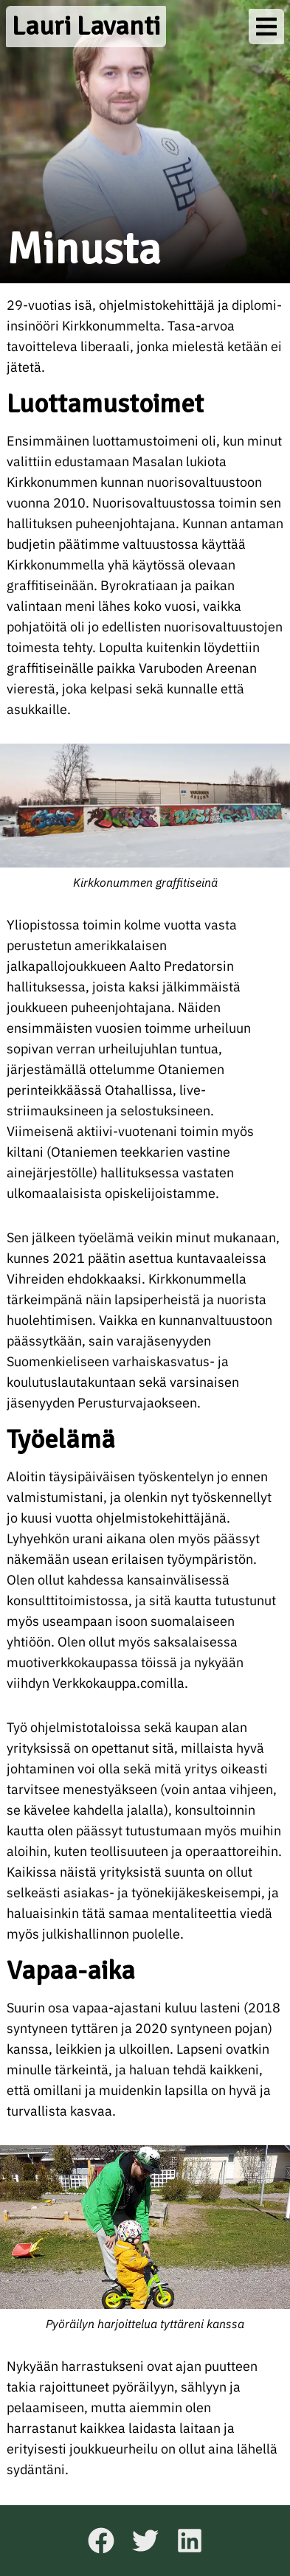 Lauri Lavanti
Minusta
29-vuotias isä, ohjelmistokehittäjä ja diplomi-
insinööri Kirkkonummelta. Tasa-arvoa
tavoitteleva liberaali, jonka mielestä ketään ei
jätetä.
Luottamustoimet
Ensimmäinen luottamustoimeni oli, kun minut
valittiin edustamaan Masalan lukiota
Kirkkonummen kunnan nuorisovaltuustoon
vuonna 2010. Nuorisovaltuustossa toimin sen
hallituksen puheenjohtajana. Kunnan antaman
budjetin päätimme valtuustossa käyttää
Kirkkonummella yhä käytössä olevaan
graffitiseinään. Byrokratiaan ja paikan
valintaan meni lähes koko vuosi, vaikka
pohjatöitä oli jo edellisten nuorisovaltuustojen
toimesta tehty. Lopulta kuitenkin löydettiin
graffitiseinälle paikka Varuboden Areenan
vierestä, joka kelpasi sekä kunnalle että
asukkaille.
Kirkkonummen graffitiseinä
Yliopistossa toimin kolme vuotta vasta
perustetun amerikkalaisen
jalkapallojoukkueen Aalto Predatorsin
hallituksessa, joista kaksi jälkimmäistä
joukkueen puheenjohtajana. Näiden
ensimmäisten vuosien toimme urheiluun
sopivan verran urheilujuhlan tuntua,
järjestämällä ottelumme Otaniemen
perinteikkäässä Otahallissa, live-
striimauksineen ja selostuksineen.
Viimeisenä aktiivi-vuotenani toimin myös
kiltani (Otaniemen teekkarien vastine
ainejärjestölle) hallituksessa vastaten
ulkomaalaisista opiskelijoistamme.
Sen jälkeen työelämä veikin minut mukanaan,
kunnes 2021 päätin asettua kuntavaaleissa
Vihreiden ehdokkaaksi. Kirkkonummella
tärkeimpänä näin lapsiperheistä ja nuorista
huolehtimisen. Vaikka en kunnanvaltuustoon
päässytkään, sain varajäsenyyden
Suomenkieliseen varhaiskasvatus- ja
koulutuslautakuntaan sekä varsinaisen
jäsenyyden Perusturvajaokseen.
Työelämä
Aloitin täysipäiväisen työskentelyn jo ennen
valmistumistani, ja olenkin nyt työskennellyt
jo kuusi vuotta ohjelmistokehittäjänä.
Lyhyehkön urani aikana olen myös päässyt
näkemään usean erilaisen työympäristön.
Olen ollut kahdessa kansainvälisessä
konsulttitoimistossa, ja sitä kautta tutustunut
myös useampaan isoon suomalaiseen
yhtiöön. Olen ollut myös saksalaisessa
muotiverkkokaupassa töissä ja nykyään
viihdyn Verkkokauppa.comilla.
Työ ohjelmistotaloissa sekä kaupan alan
yrityksissä on opettanut sitä, millaista hyvä
johtaminen voi olla sekä mitä yritys oikeasti
tarvitsee menestyäkseen (voin antaa vihjeen,
se kävelee kahdella jalalla), konsultoinnin
kautta olen päässyt tutustumaan myös muihin
aloihin, kuten teollisuuteen ja operaattoreihin.
Kaikissa näistä yrityksistä suunta on ollut
selkeästi asiakas- ja työnekijäkeskeisempi, ja
haluaisinkin tätä samaa mentaliteettia viedä
myös julkishallinnon puolelle.
Vapaa-aika
Suurin osa vapaa-ajastani kuluu lasteni (2018
syntyneen tyttären ja 2020 syntyneen pojan)
kanssa, leikkien ja ulkoillen. Lapseni ovatkin
minulle tärkeintä, ja haluan tehdä kaikkeni,
että omillani ja muidenkin lapsilla on hyvä ja
turvallista kasvaa.
Pyöräilyn harjoittelua tyttäreni kanssa
Nykyään harrastukseni ovat ajan puutteen
takia rajoittuneet pyöräilyyn, sählyyn ja
pelaamiseen, mutta aiemmin olen
harrastanut kaikkea laidasta laitaan ja
erityisesti joukkueurheilu on ollut aina lähellä
sydäntäni.